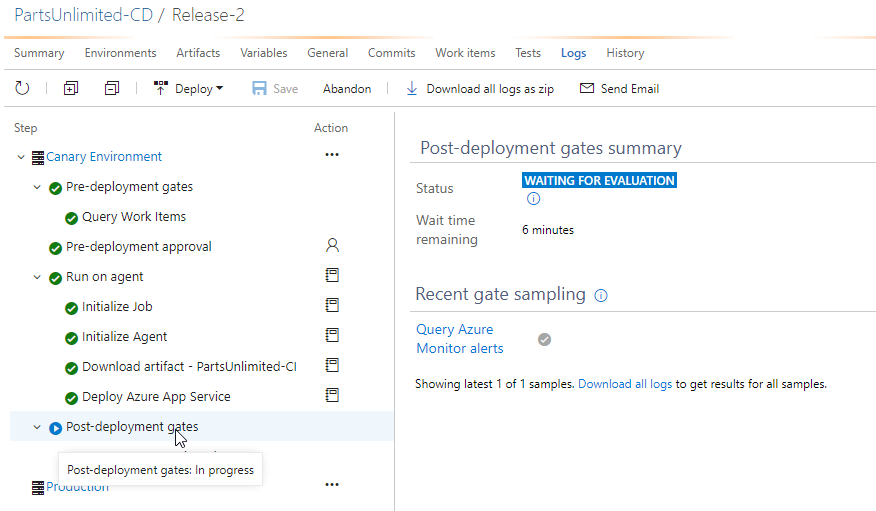 PartsUnlimited-CD / Release-2
Summary Environments Artifacts Variables General Commits Work items Tests Logs History
Deploy Save Abandon Download all logs as zip Send Email
Step Action
Canary Environment
Pre-deployment gates
Query Work Items
Pre-deployment approval
Run on agent
Initialize Job
Initialize Agent
Download artifact - PartsUnlimited-CI
Deploy Azure App Service
Post-deployment gates
Post-deployment gates: In progress
Production
Post-deployment gates summary
Status WAITING FOR EVALUATION
Wait time
remaining
6 minutes
Recent gate sampling
Query Azure
Monitor alerts
Showing latest 1 of 1 samples. Download all logs to get results for all samples.